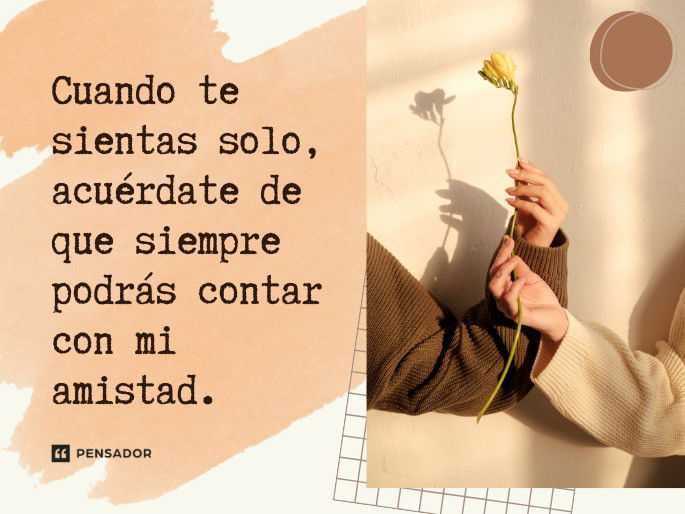 Cuando te
sientas solo,
acuérdate de
que siempre
podrás contar
con mi
amistad.
PENSADOR